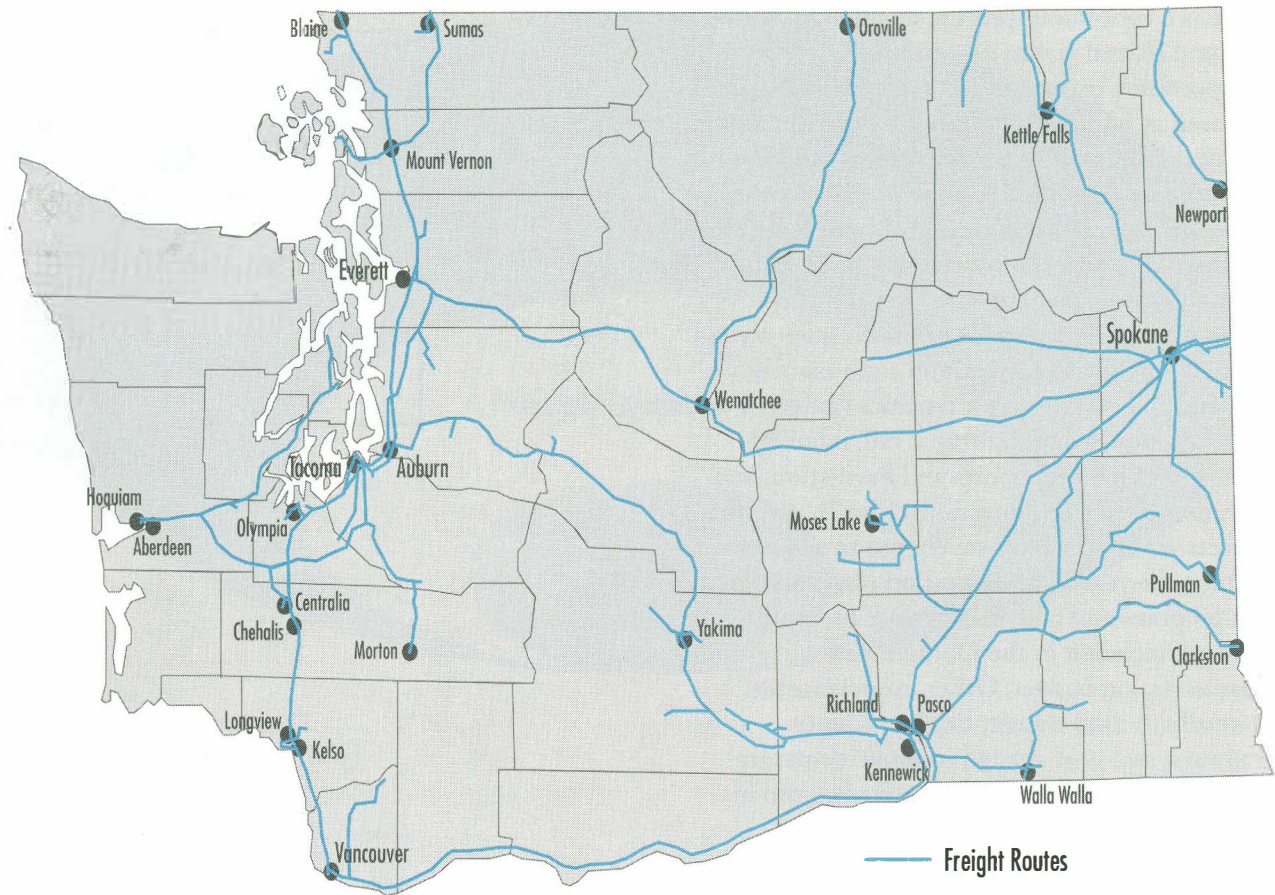 Blaine
Sumas
Oroville
Kettle Falls
Mount Vernon
Newport
Everett
Spokane
Wenatchee
Tacoma
Auburn
Hoquiam
Aberdeen
Olympia
Moses Lake
Centralia
Chehalis
Morton
Yakima
Pullman
Clarkston
Richland
Pasco
Longview
Kelso
Kennewick
Walla Walla
Vancouver
Freight Routes